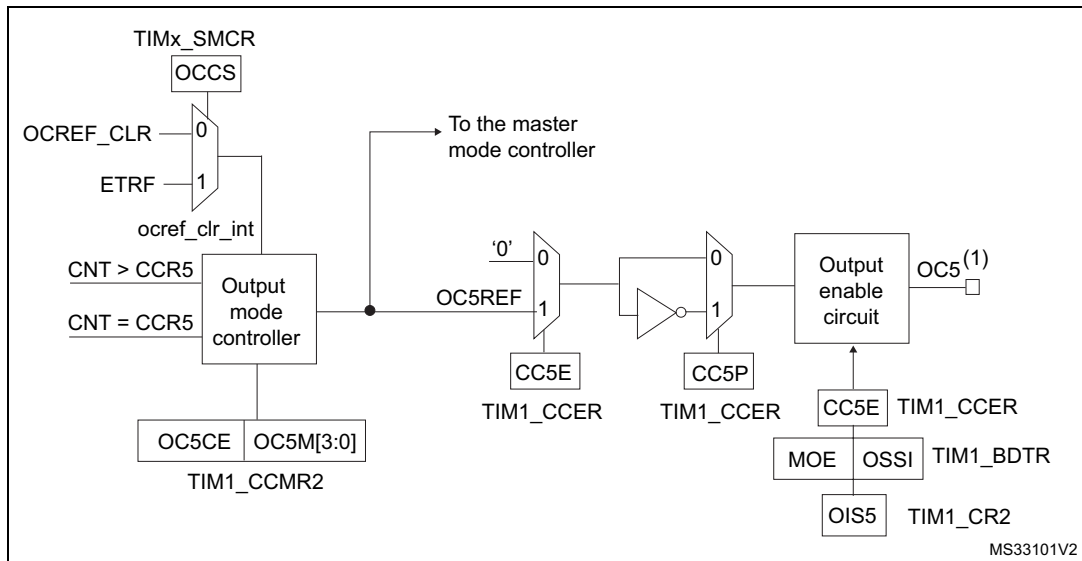 TIMx_SMCR
OCCS
OCREF_CLR
0
ETRF
1
ocref_clr_int
To the master
mode controller
CNT > CCR5
CNT = CCR5
Output
mode
controller
‘0’
0
OC5REF
1
0
1
Output
enable
circuit
OC5 (1)
CC5E
TIM1_CCER
CC5P
TIM1_CCER
CC5E
TIM1_CCER
OC5CE OC5M[3:0]
TIM1_CCMR2
MOE OSSI TIM1_BDTR
OIS5 TIM1_CR2
MS33101V2